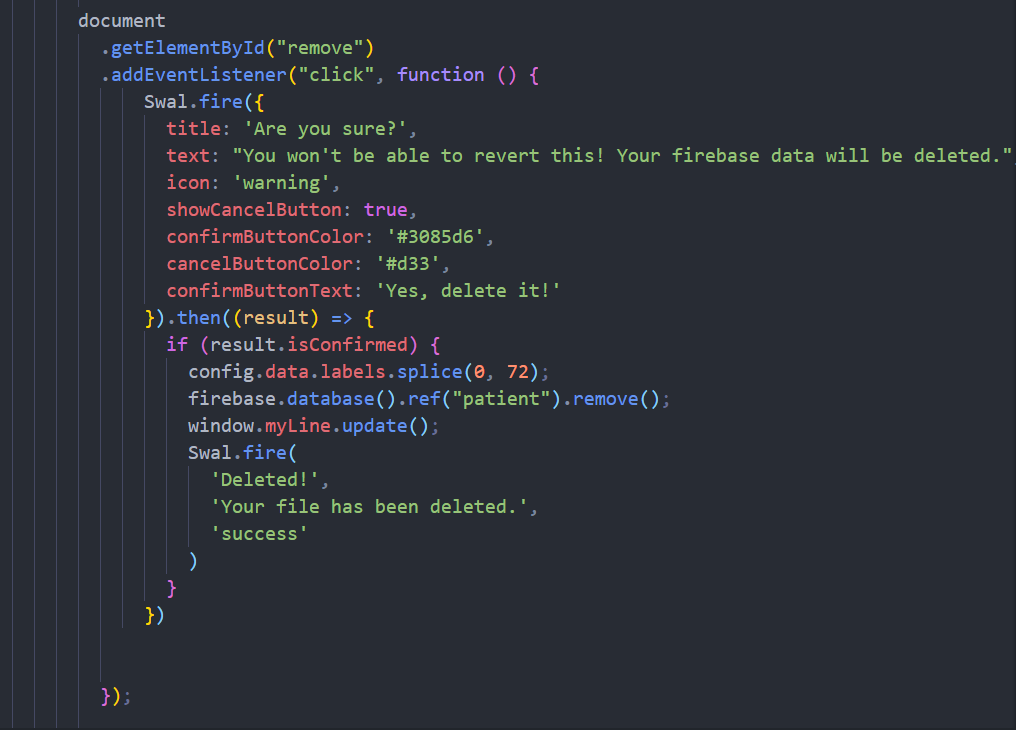 document
.getElementById("remove")
.addEventListener("click", function () {
Swal.fire({
title: 'Are you sure?',
text: "You won't be able to revert this! Your firebase data will be deleted.",
icon: 'warning',
showCancelButton: true,
confirmButtonColor: '#3085d6',
cancelButtonColor: '#d33',
confirmButtonText: 'Yes, delete it!'
}).then((result) => {
if (result.isConfirmed) {
config.data.labels.splice(0, 72);
firebase.database().ref("patient").remove();
window.myLine.update();
Swal.fire(
'Deleted!',
'Your file has been deleted.',
'success'
)
}
})
});